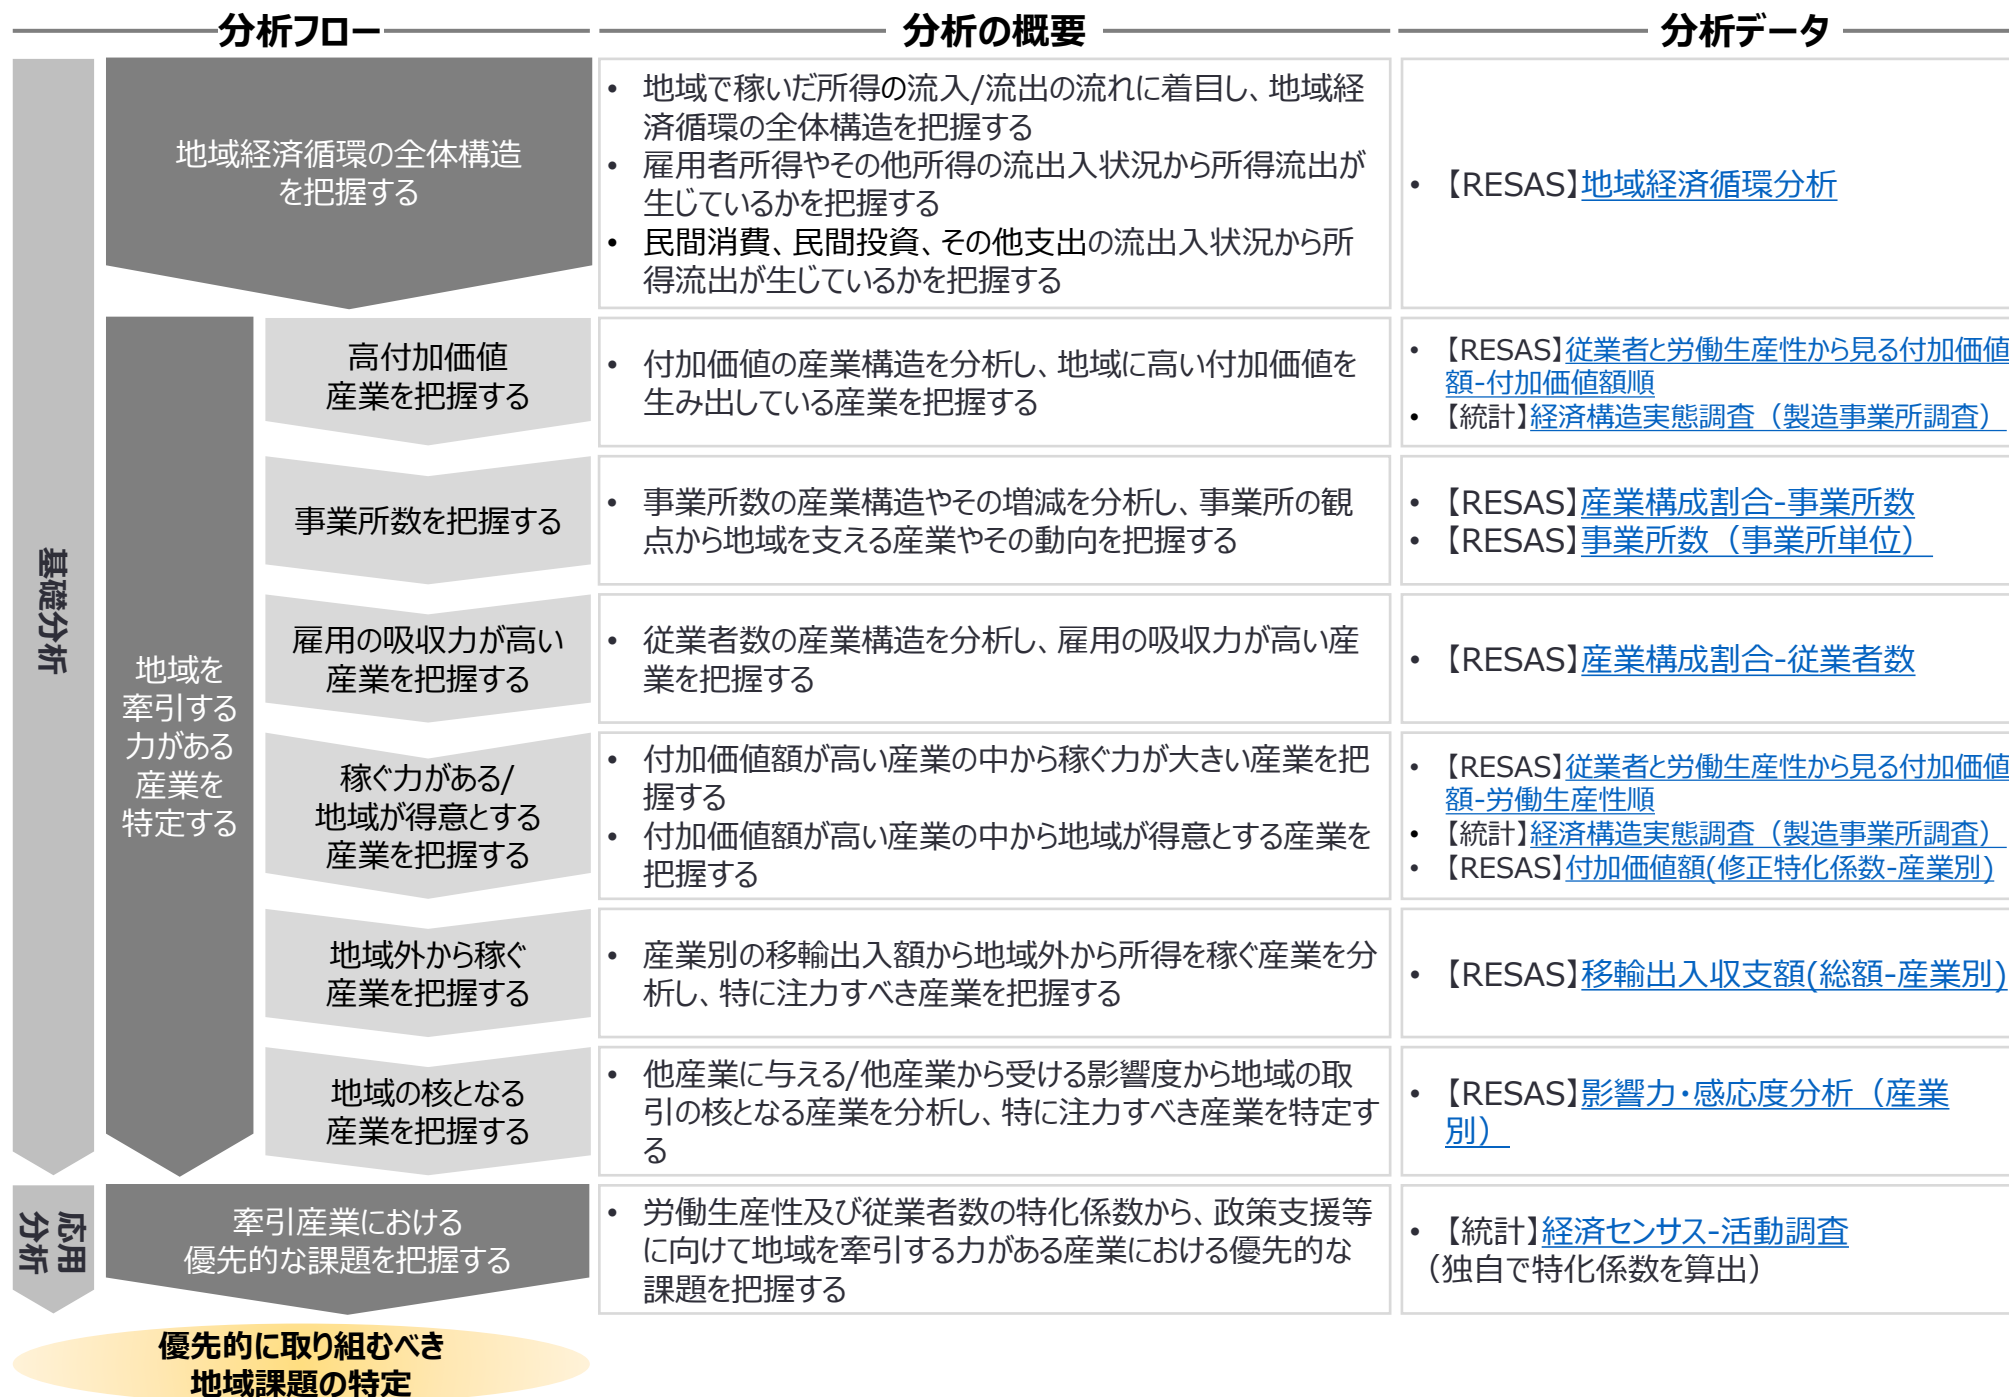 分析フロー
分析の概要
分析データ
基礎分析
地域経済循環の全体構造
を把握する
• 地域で稼いだ所得の流入/流出の流れに着目し、地域経
済循環の全体構造を把握する
• 雇用者所得やその他所得の流出入状況から所得流出が
生じているかを把握する
• 民間消費、民間投資、その他支出の流出入状況から所
得流出が生じているかを把握する
• 【RESAS】地域経済循環分析
地域を
牽引する
力がある
産業を
特定する
高付加価値
産業を把握する
• 付加価値の産業構造を分析し、地域に高い付加価値を
生み出している産業を把握する
• 【RESAS】従業者と労働生産性から見る付加価値
額-付加価値額順
• 【統計】経済構造実態調査（製造事業所調査）
事業所数を把握する
• 事業所数の産業構造やその増減を分析し、事業所の観
点から地域を支える産業やその動向を把握する
• 【RESAS】産業構成割合-事業所数
• 【RESAS】事業所数（事業所単位）
雇用の吸収力が高い
産業を把握する
• 従業者数の産業構造を分析し、雇用の吸収力が高い産
業を把握する
• 【RESAS】産業構成割合-従業者数
稼ぐ力がある/
地域が得意とする
産業を把握する
• 付加価値額が高い産業の中から稼ぐ力が大きい産業を把
握する
• 付加価値額が高い産業の中から地域が得意とする産業を
把握する
• 【RESAS】従業者と労働生産性から見る付加価値
額-労働生産性順
• 【統計】経済構造実態調査（製造事業所調査）
• 【RESAS】付加価値額(修正特化係数-産業別)
地域外から稼ぐ
産業を把握する
• 産業別の移輸出入額から地域外から所得を稼ぐ産業を分
析し、特に注力すべき産業を把握する
• 【RESAS】移輸出入収支額(総額-産業別)
地域の核となる
産業を把握する
• 他産業に与える/他産業から受ける影響度から地域の取
引の核となる産業を分析し、特に注力すべき産業を特定す
る
• 【RESAS】影響力・感応度分析（産業
別）
応用
分析
牽引産業における
優先的な課題を把握する
• 労働生産性及び従業者数の特化係数から、政策支援等
に向けて地域を牽引する力がある産業における優先的な
課題を把握する
• 【統計】経済センサス-活動調査
（独自で特化係数を算出）
優先的に取り組むべき
地域課題の特定